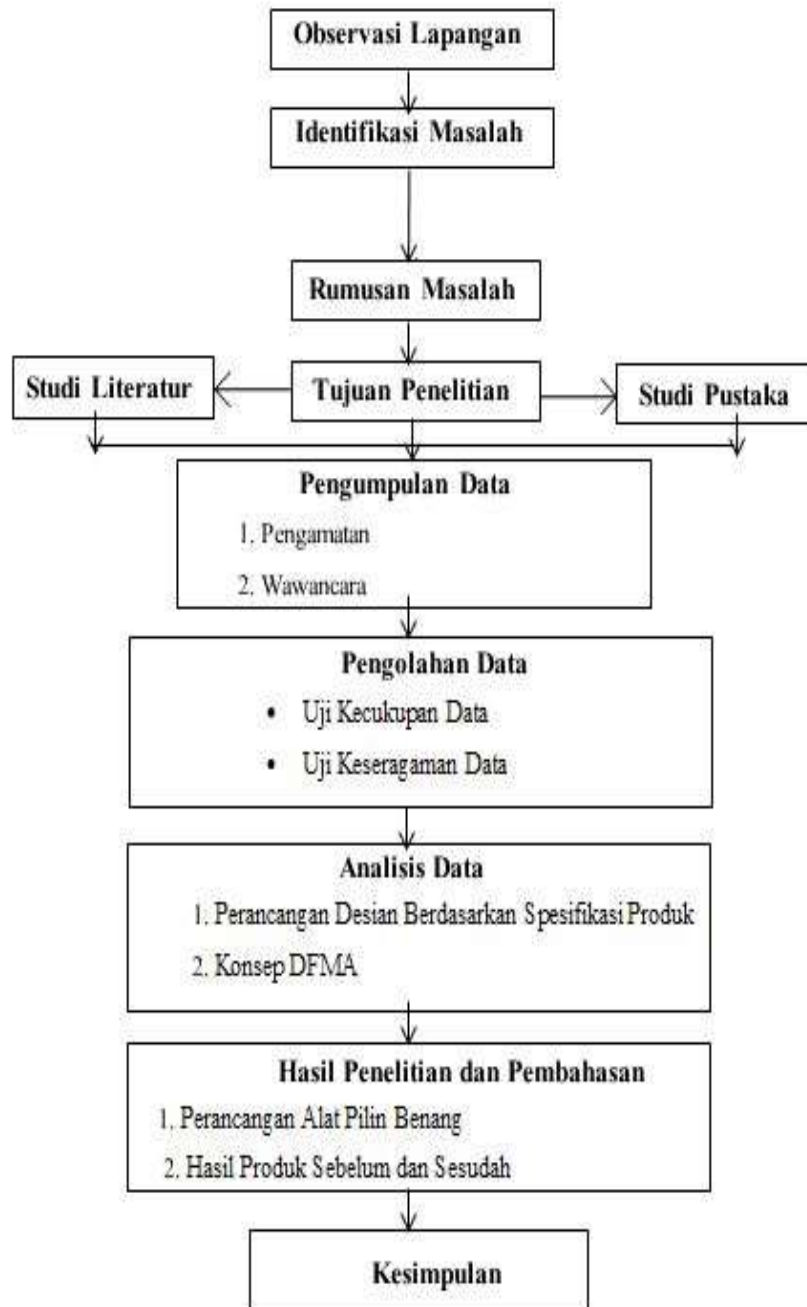 Observasi Lapangan
Identifikasi Masalah
Rumusan Masalah
Studi Literatur
Tujuan Penelitian
Studi Pustaka
Pengumpulan Data
1. Pengamatan
2. Wawancara
Pengolahan Data
• Uji Kecukupan Data
• Uji Keseragaman Data
Analisis Data
1. Perancangan Desian Berdasarkan Spesifikasi Produk
2. Konsep DFMA
Hasil Penelitian dan Pembahasan
1. Perancangan Alat Pilin Benang
2. Hasil Produk Sebelum dan Sesudah
Kesimpulan